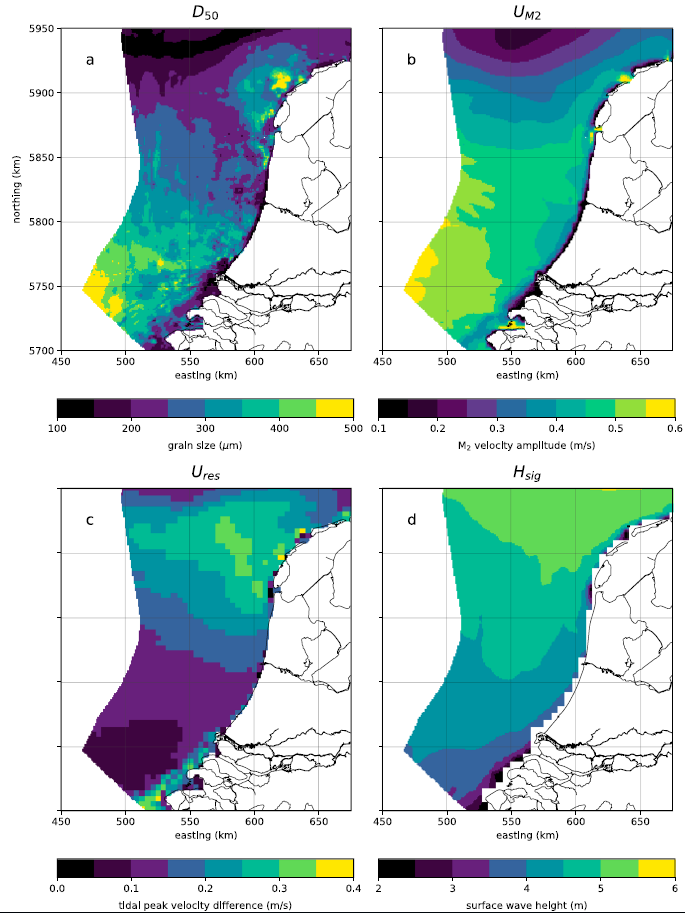 D50 U_M2
a b
5950
5900
5850
5800
5750
5700
northing (km)
450 500 550 600 650 450 500 550 600 650
easting (km) easting (km)
100 200 300 400 500 0.1 0.2 0.3 0.4 0.5 0.6
grain size (μm) M2 velocity amplitude (m/s)
U_res H_sig
c d
450 500 550 600 650 450 500 550 600 650
easting (km) easting (km)
0.0 0.1 0.2 0.3 0.4 2 3 4 5 6
tidal peak velocity difference (m/s) surface wave height (m)